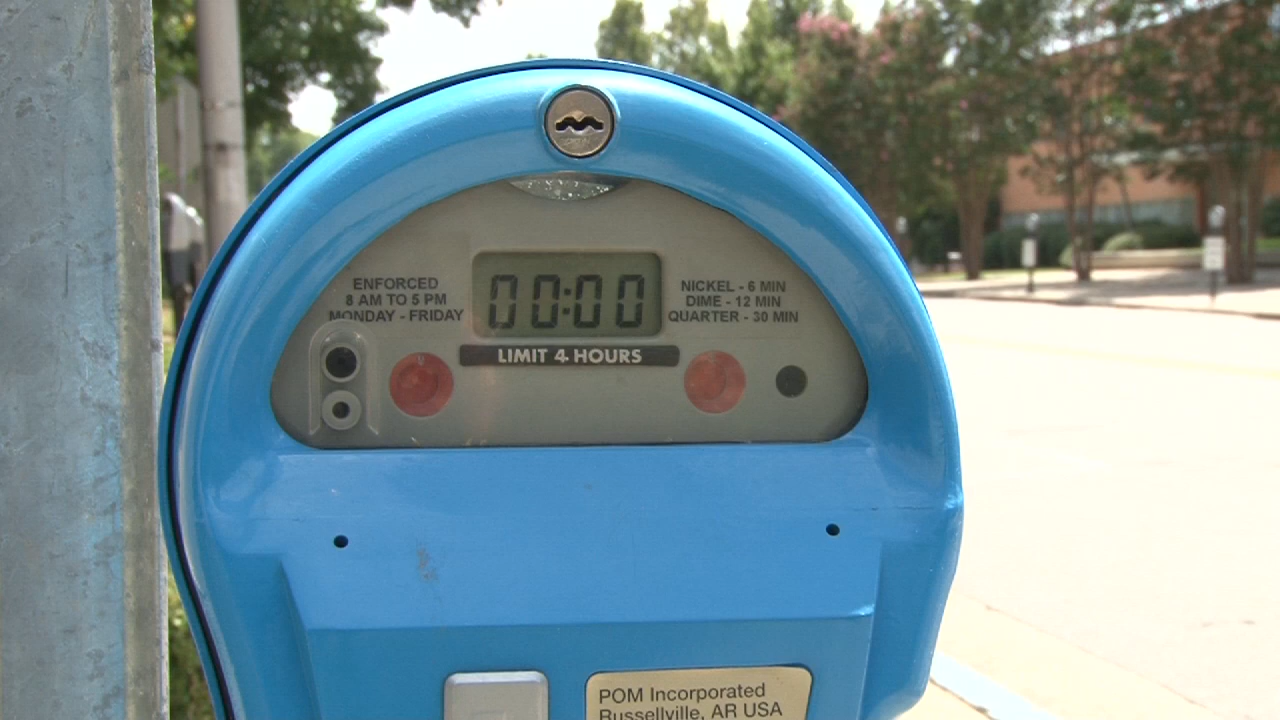 ENFORCED
8 AM TO 5 PM
MONDAY - FRIDAY
00:00
NICKEL - 6 MIN
DIME - 12 MIN
QUARTER - 30 MIN
LIMIT 4 HOURS
POM Incorporated
Russellville, AR USA